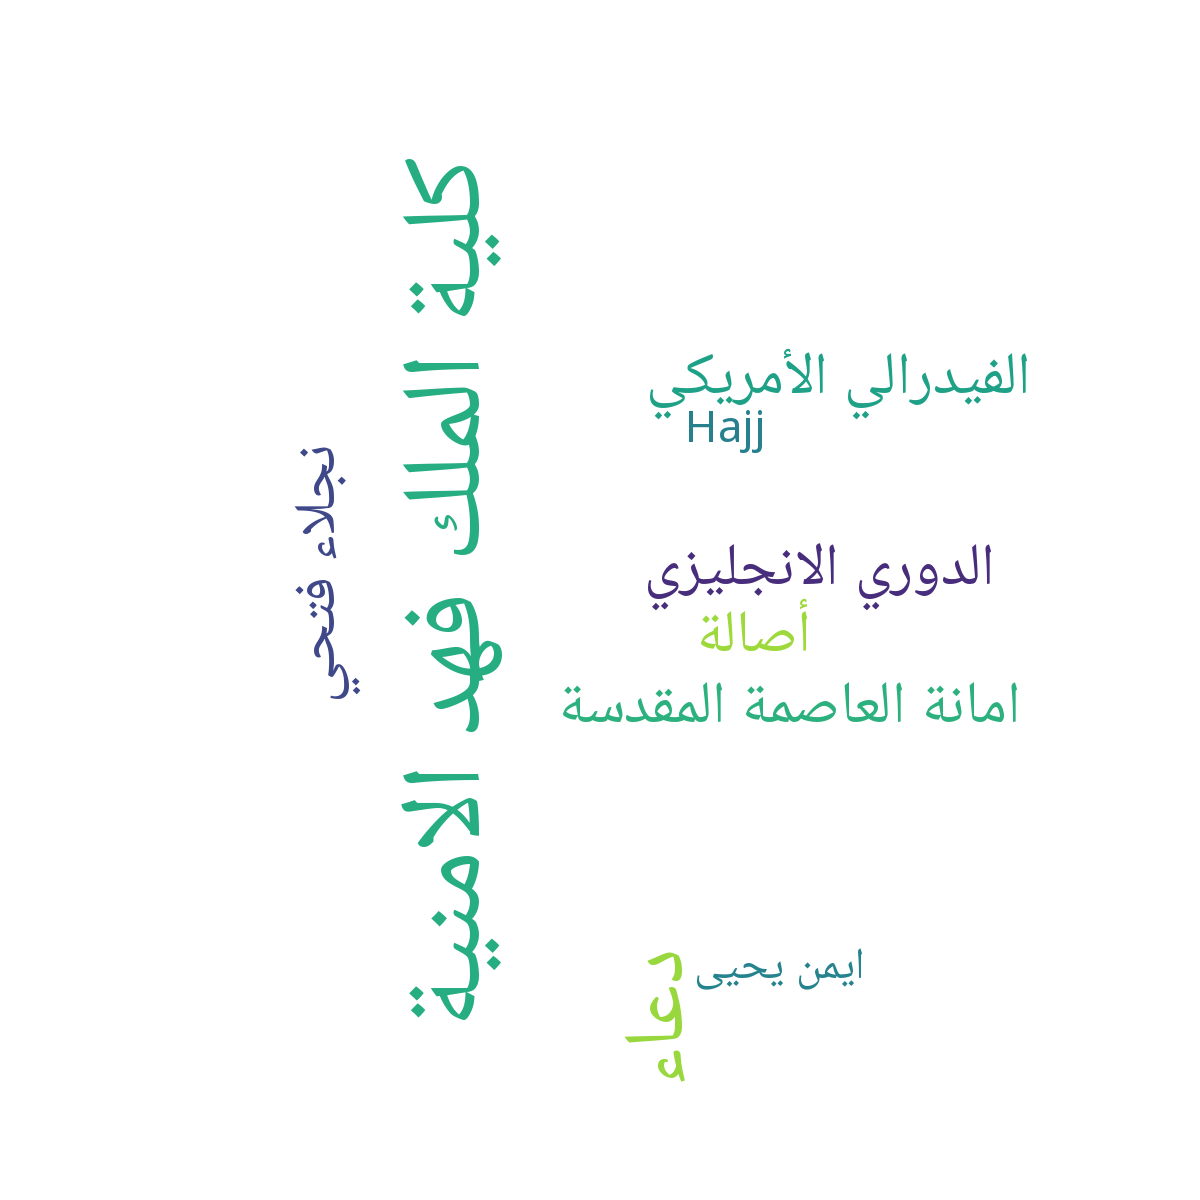 كلية الملك فهد الامنية
الفيدرالي الأمريكي
Hajj
نجلاء فتحي
الدوري الانجليزي
أصالة
امانة العاصمة المقدسة
ايمن يحيى
دعاء